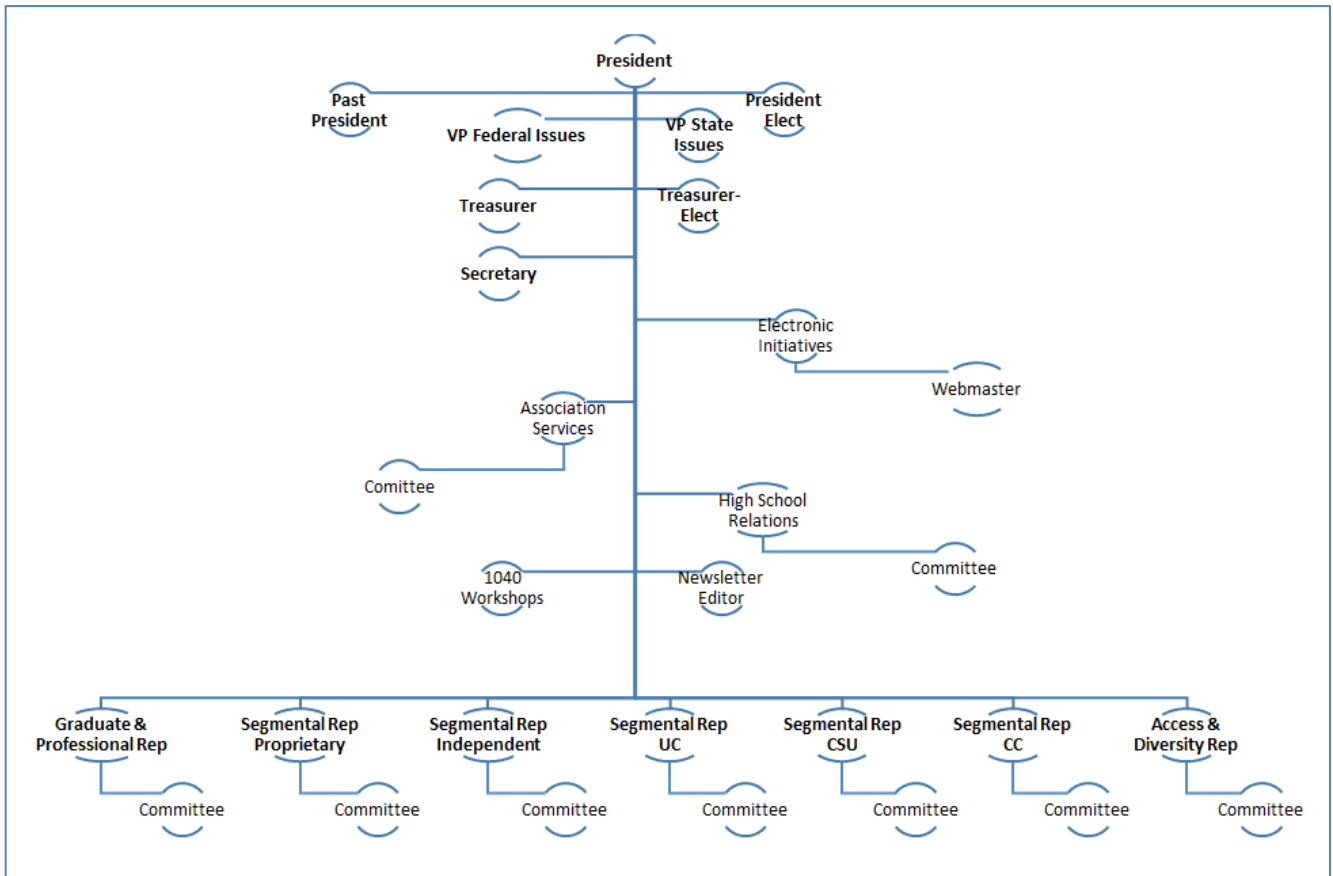 President
Past
President
President
Elect
VP Federal Issues
VP State
Issues
Treasurer
Treasurer-
Elect
Secretary
Electronic
Initiatives
Webmaster
Association
Services
Comittee
High School
Relations
Committee
1040
Workshops
Newsletter
Editor
Graduate &
Professional Rep
Segmental Rep
Proprietary
Segmental Rep
Independent
Segmental Rep
UC
Segmental Rep
CSU
Segmental Rep
CC
Access &
Diversity Rep
Committee
Committee
Committee
Committee
Committee
Committee
Committee